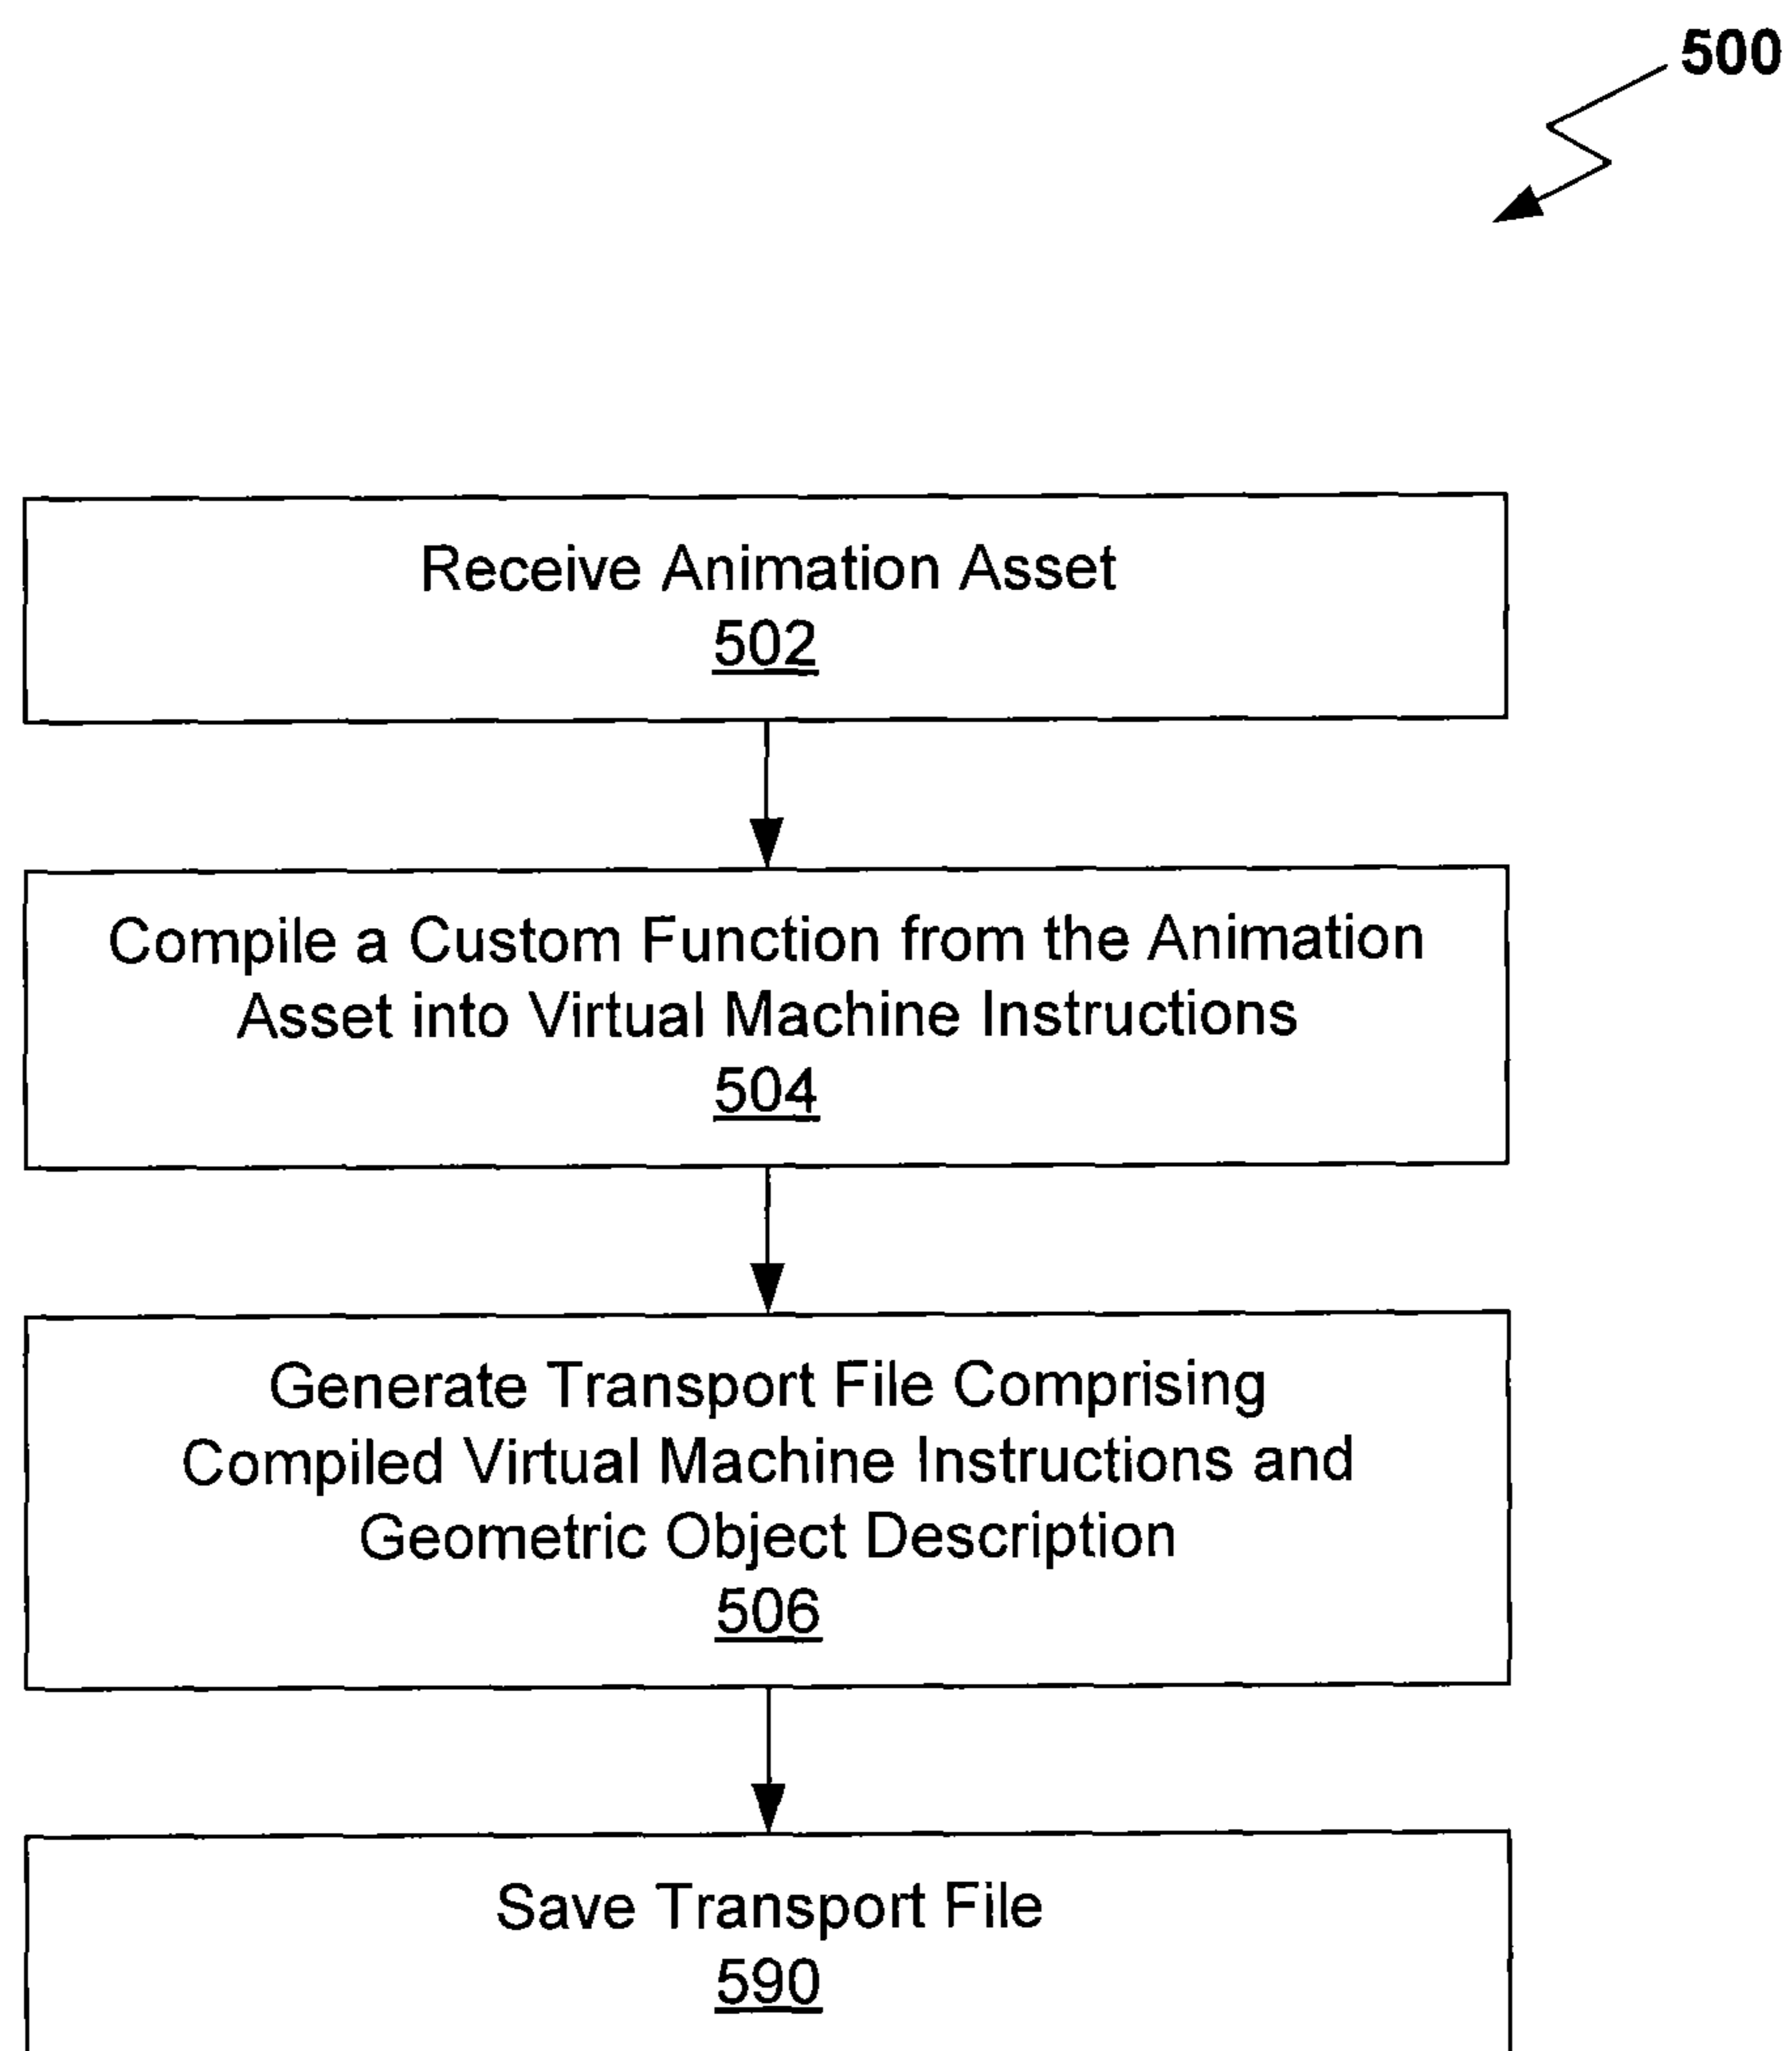 500
Receive Animation Asset
502
Compile a Custom Function from the Animation
Asset into Virtual Machine Instructions
504
Generate Transport File Comprising
Compiled Virtual Machine Instructions and
Geometric Object Description
506
Save Transport File
590